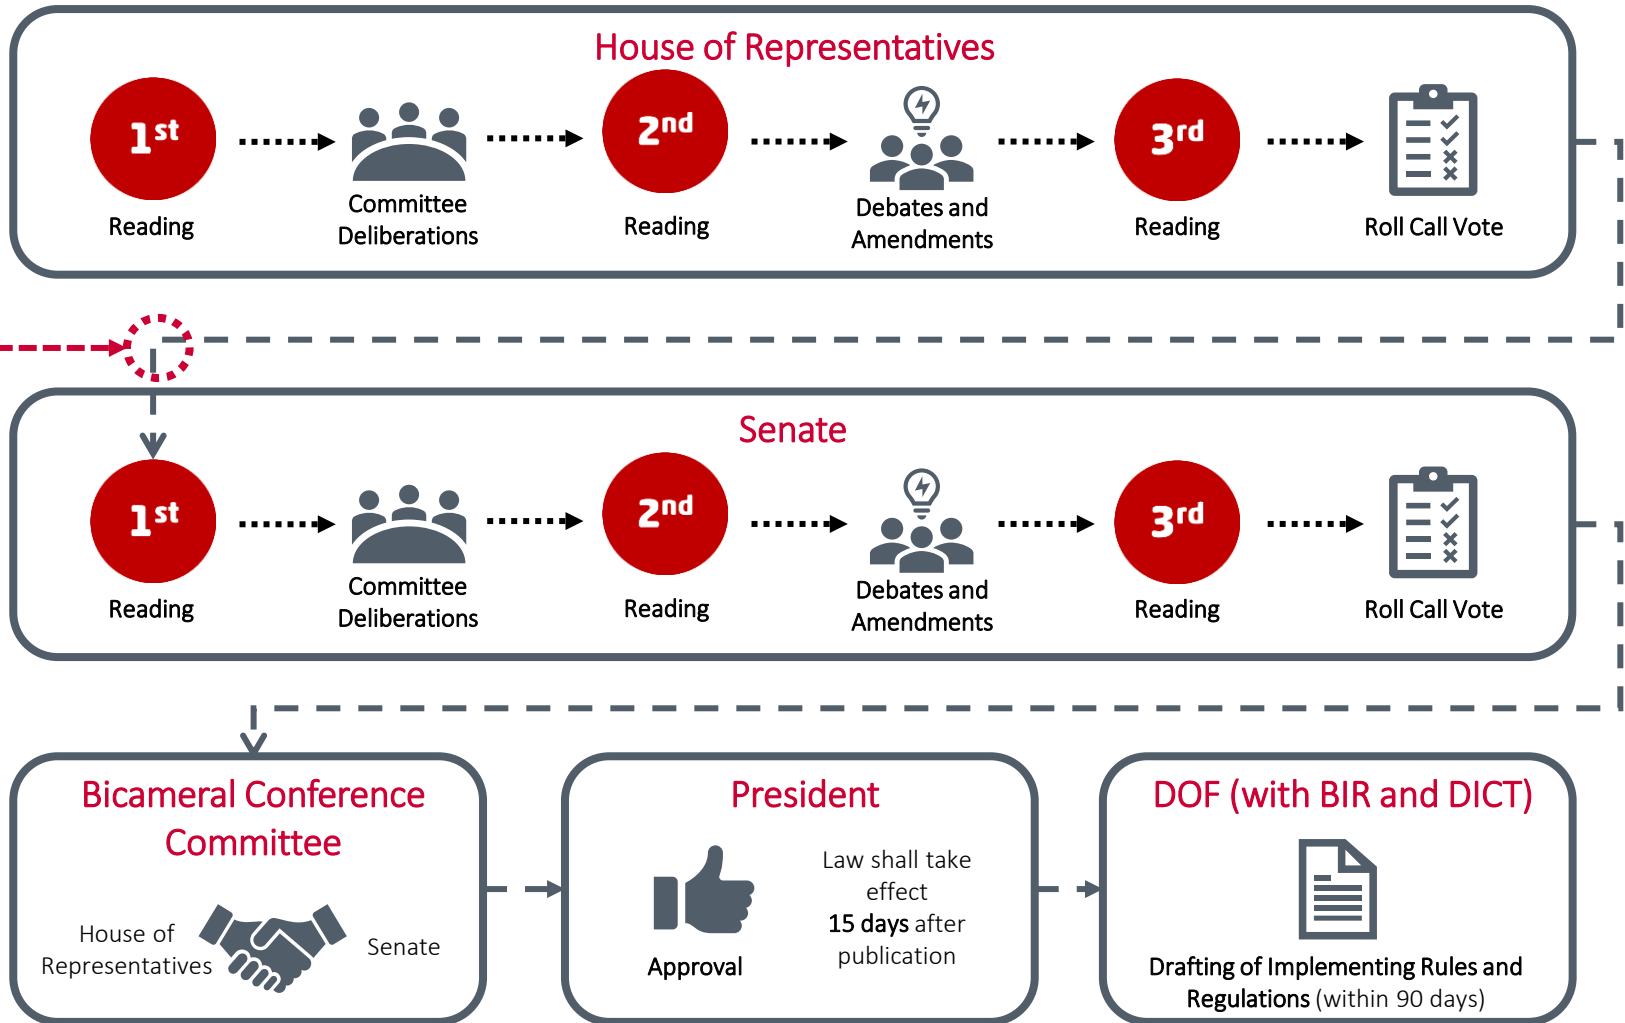 House of Representatives
1st
2nd
3rd
Reading
Committee
Deliberations
Reading
Debates and
Amendments
Reading
Roll Call Vote
Senate
1st
2nd
3rd
Reading
Committee
Deliberations
Reading
Debates and
Amendments
Reading
Roll Call Vote
Bicameral Conference
Committee
House of
Representatives
Senate
President
Approval
Law shall take
effect
15 days after
publication
DOF (with BIR and DICT)
Drafting of Implementing Rules and
Regulations (within 90 days)